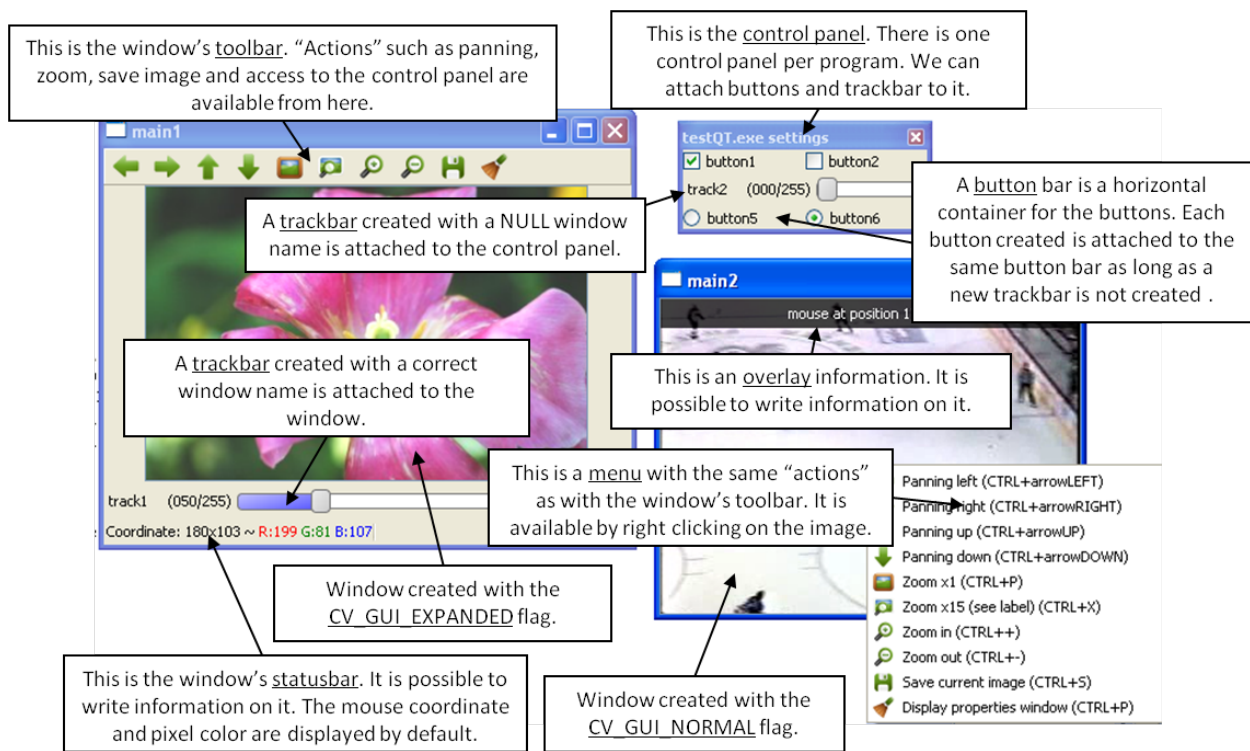 This is the window’s toolbar. “Actions” such as panning,
zoom, save image and access to the control panel are
available from here.
This is the control panel. There is one
control panel per program. We can
attach buttons and trackbar to it.
main1
testQT.exe settings
button1
button2
track2 (000/255)
button5
button6
A trackbar created with a NULL window
name is attached to the control panel.
A button bar is a horizontal
container for the buttons. Each
button created is attached to the
same button bar as long as a
new trackbar is not created .
main2
mouse at position 1
A trackbar created with a correct
window name is attached to the
window.
This is an overlay information. It is
possible to write information on it.
This is a menu with the same “actions”
as with the window’s toolbar. It is
available by right clicking on the image.
track1 (050/255)
Coordinate: 180x103 ~ R:199 G:81 B:107
Panning left (CTRL+arrowLEFT)
Panning right (CTRL+arrowRIGHT)
Panning up (CTRL+arrowUP)
Panning down (CTRL+arrowDOWN)
Zoom x1 (CTRL+P)
Zoom x15 (see label) (CTRL+X)
Zoom in (CTRL++)
Zoom out (CTRL+-)
Save current image (CTRL+S)
Display properties window (CTRL+P)
Window created with the
CV_GUI_EXPANDED flag.
This is the window’s statusbar. It is possible to
write information on it. The mouse coordinate
and pixel color are displayed by default.
Window created with the
CV_GUI_NORMAL flag.